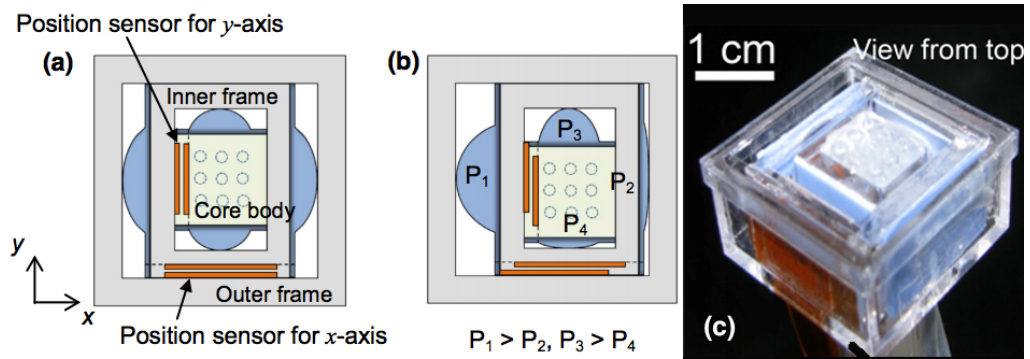 Position sensor for y-axis
(a)
Inner frame
Core body
Outer frame
y
x
Position sensor for x-axis
(b)
P₃
P₁
P₂
P₄
P₁ > P₂, P₃ > P₄
1 cm
View from top
(c)